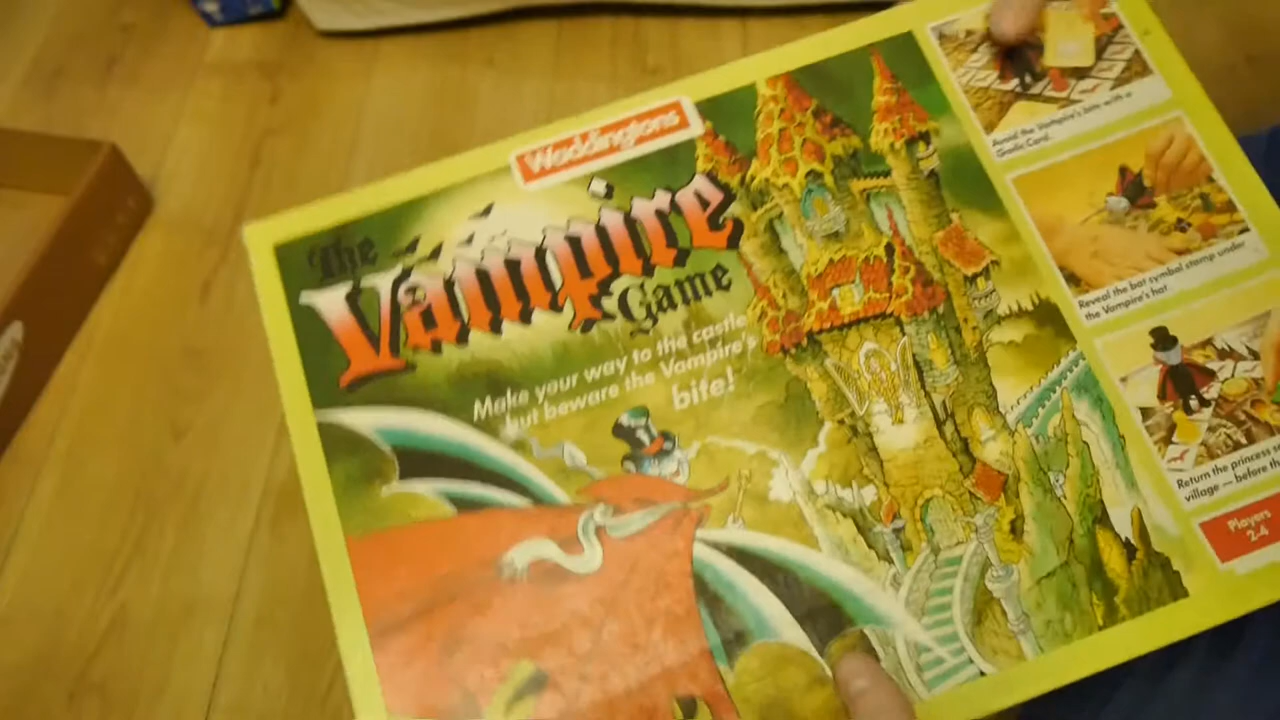 Waddingtons
The
Vampire
Game
Make your way to the castle
but beware the Vampire's
bite!
Avoid the Vampire's bite with a
Garlic Card.
Reveal the bat symbol stamp under
the Vampire's hat.
Return the princess
village — before the
Players
2-4